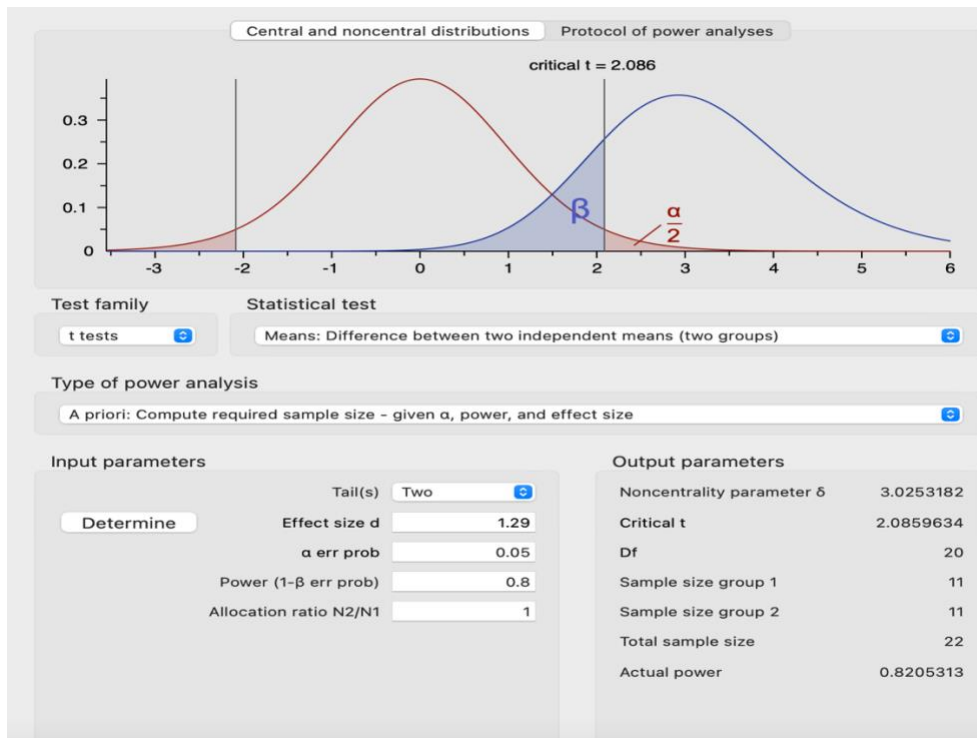 Central and noncentral distributions Protocol of power analyses
critical t = 2.086
0.3
0.2
0.1
0
β
α
2
-3 -2 -1 0 1 2 3 4 5 6
Test family Statistical test
t tests Means: Difference between two independent means (two groups)
Type of power analysis
A priori: Compute required sample size - given α, power, and effect size
Input parameters Output parameters
Tail(s) Two Noncentrality parameter δ 3.0253182
Determine Effect size d 1.29 Critical t 2.0859634
α err prob 0.05 Df 20
Power (1-β err prob) 0.8 Sample size group 1 11
Allocation ratio N2/N1 1 Sample size group 2 11
Total sample size 22
Actual power 0.8205313